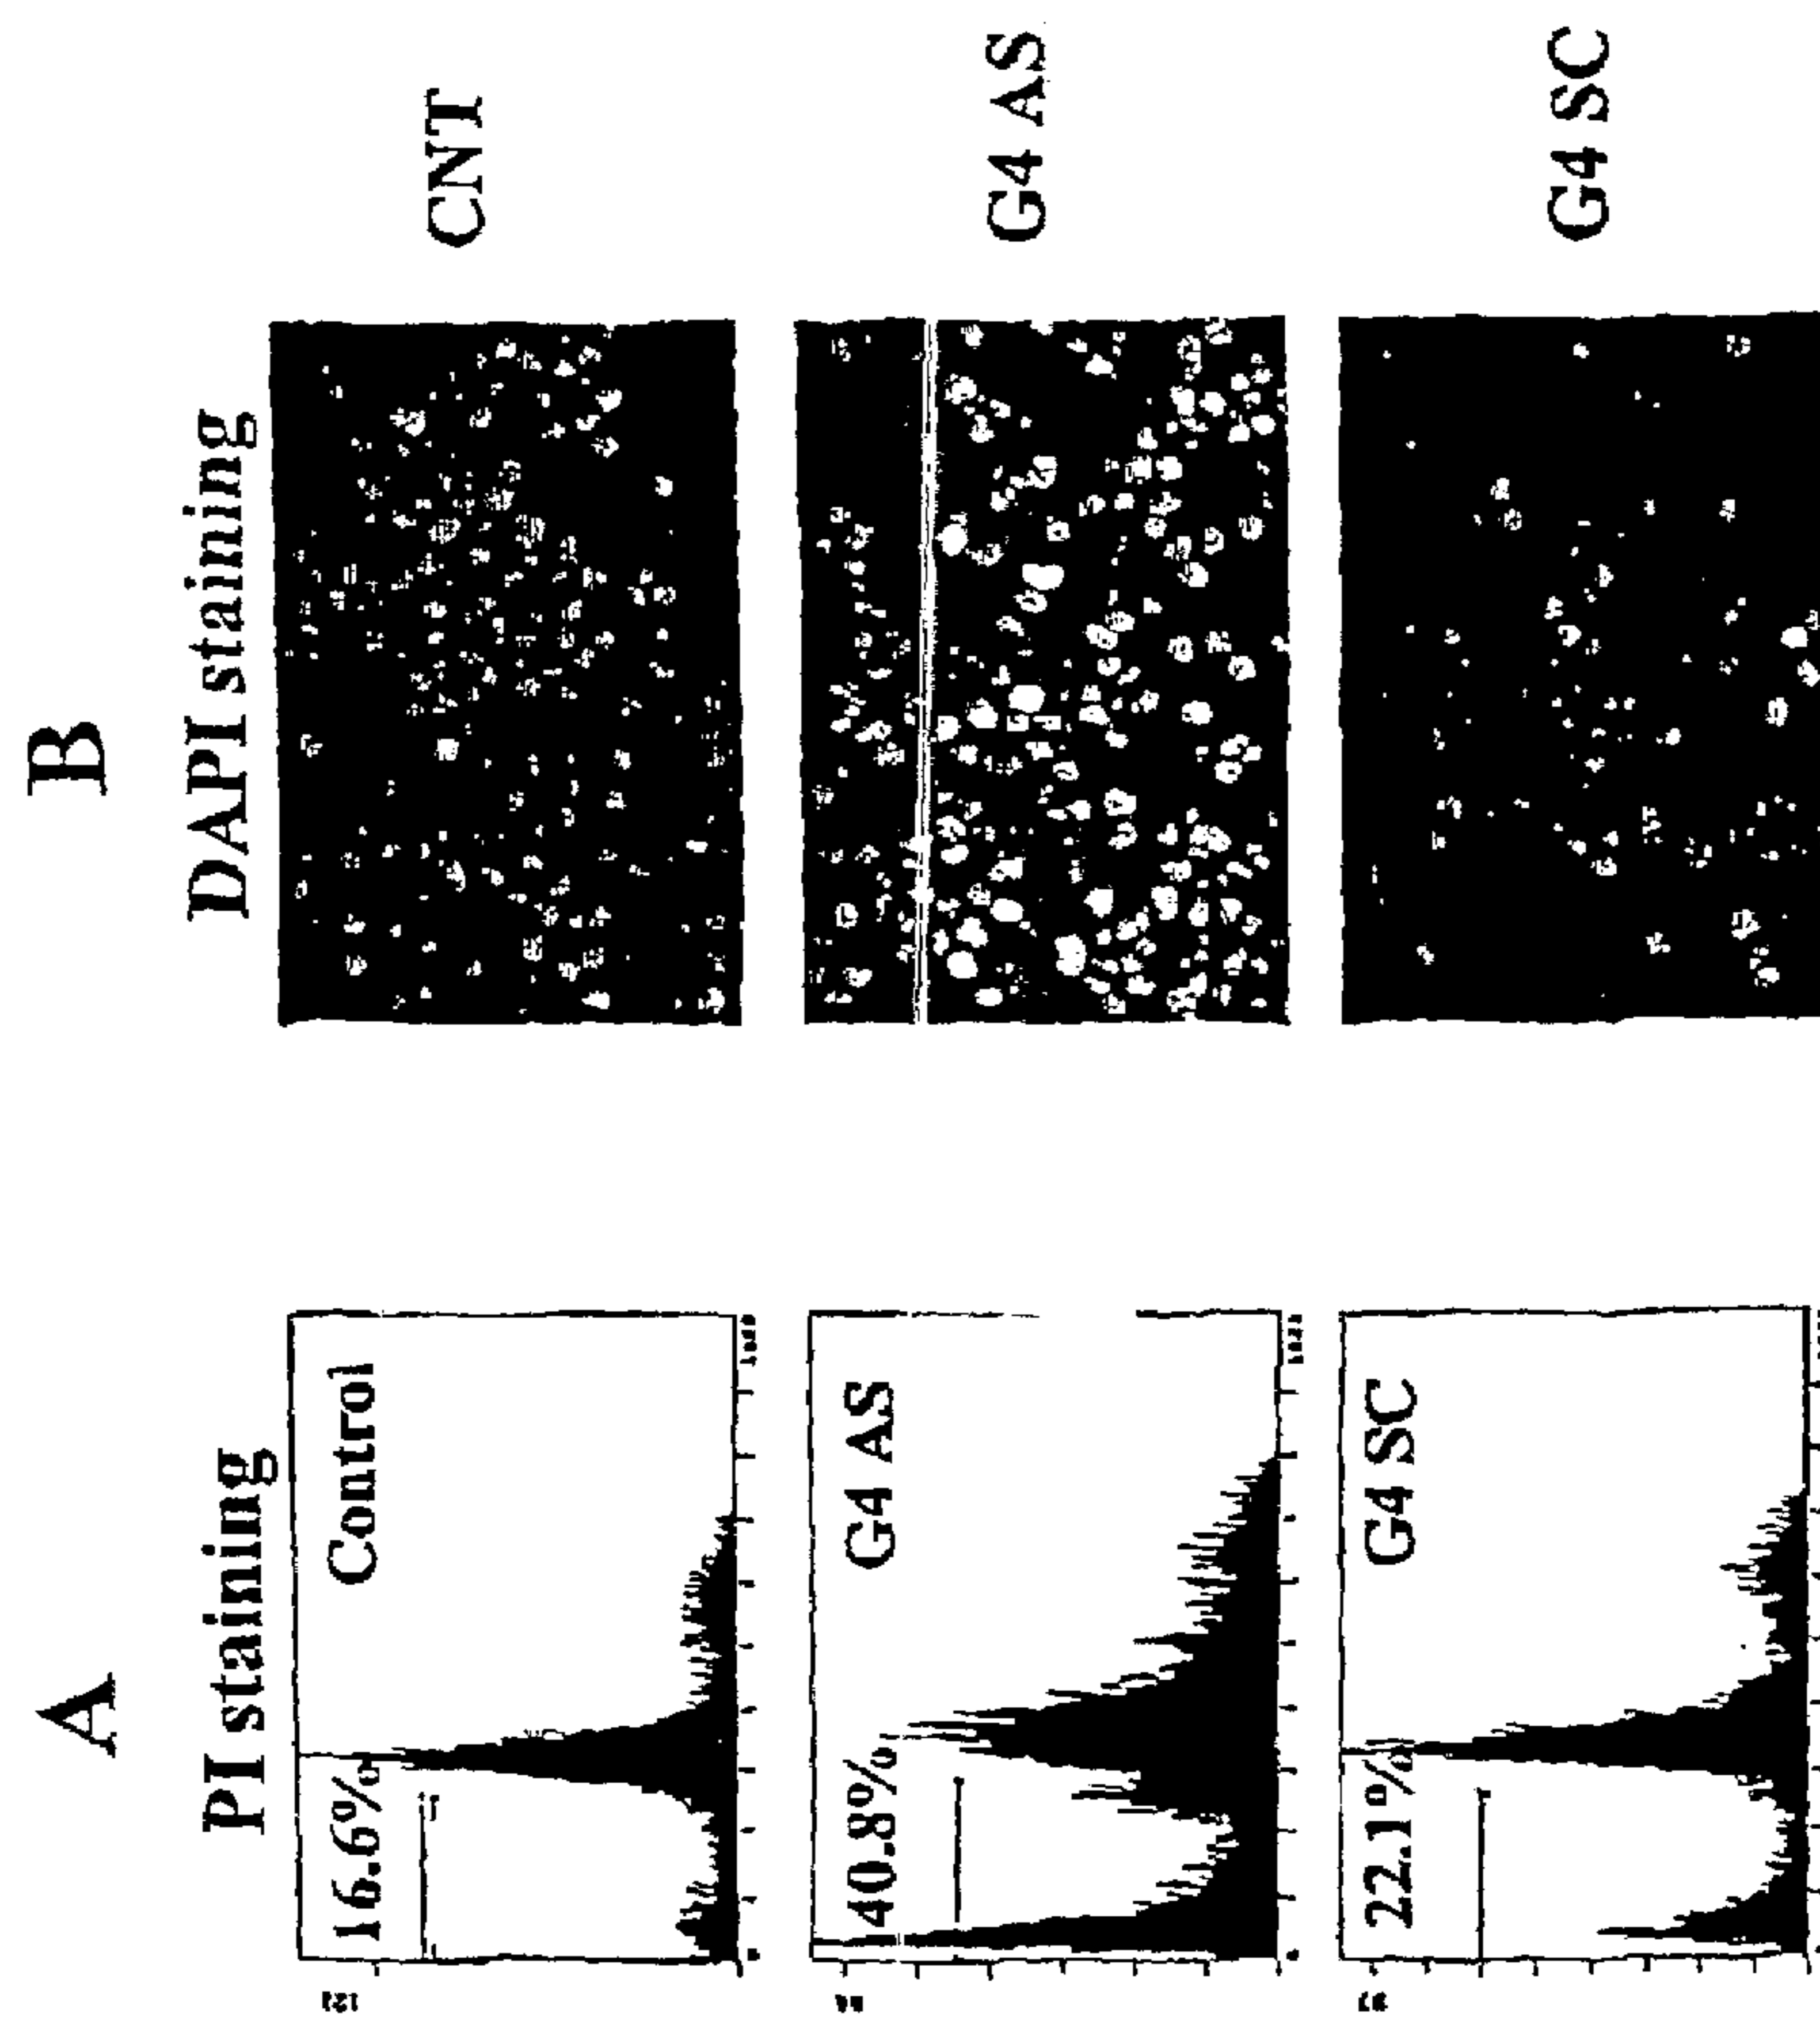 A
PI staining
16.6%
Control
40.8%
G4 AS
22.1%
G4 SC
B
DAPI staining
CNT
G4 AS
G4 SC